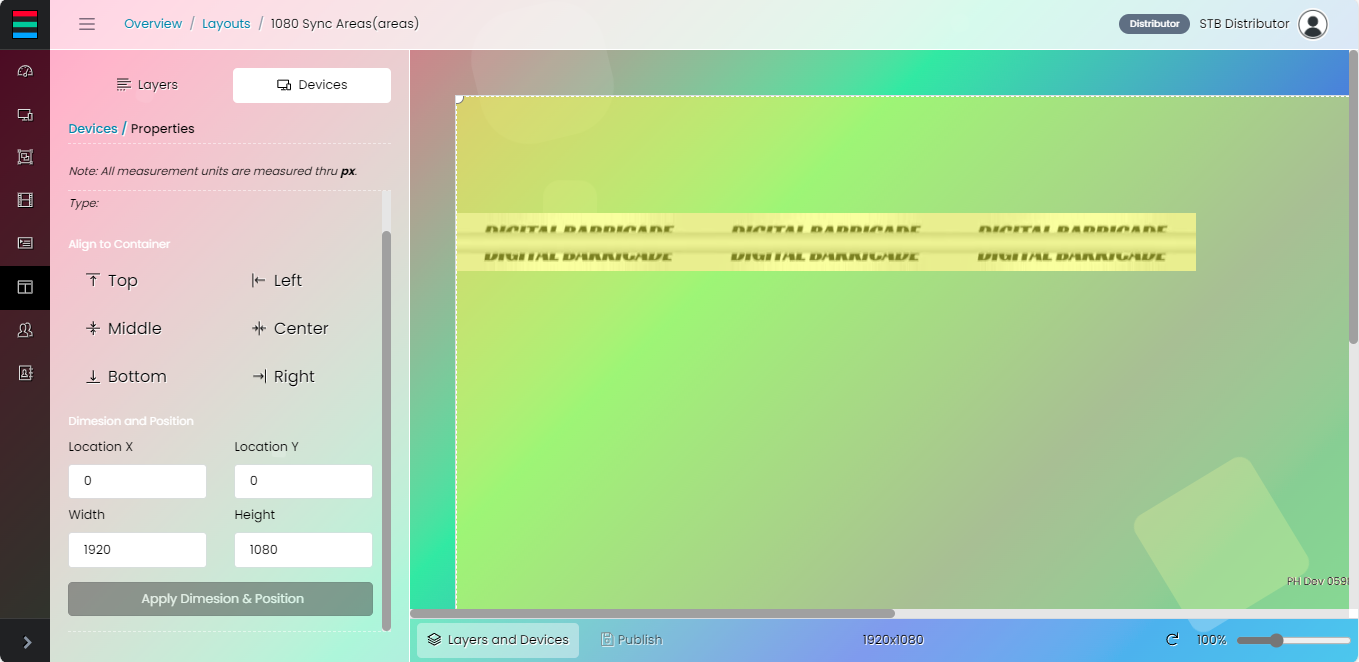 Overview / Layouts / 1080 Sync Areas(areas)
Distributor STB Distributor
Layers Devices
Devices / Properties
Note: All measurement units are measured thru px.
Type:
Align to Container
Top Left
Middle Center
Bottom Right
Dimesion and Position
Location X Location Y
0 0
Width Height
1920 1080
Apply Dimesion & Position
DIGITAL BARRICADE DIGITAL BARRICADE DIGITAL BARRICADE
DIGITAL BARRICADE DIGITAL BARRICADE DIGITAL BARRICADE
PH Dev 0598
Layers and Devices Publish 1920x1080 100%